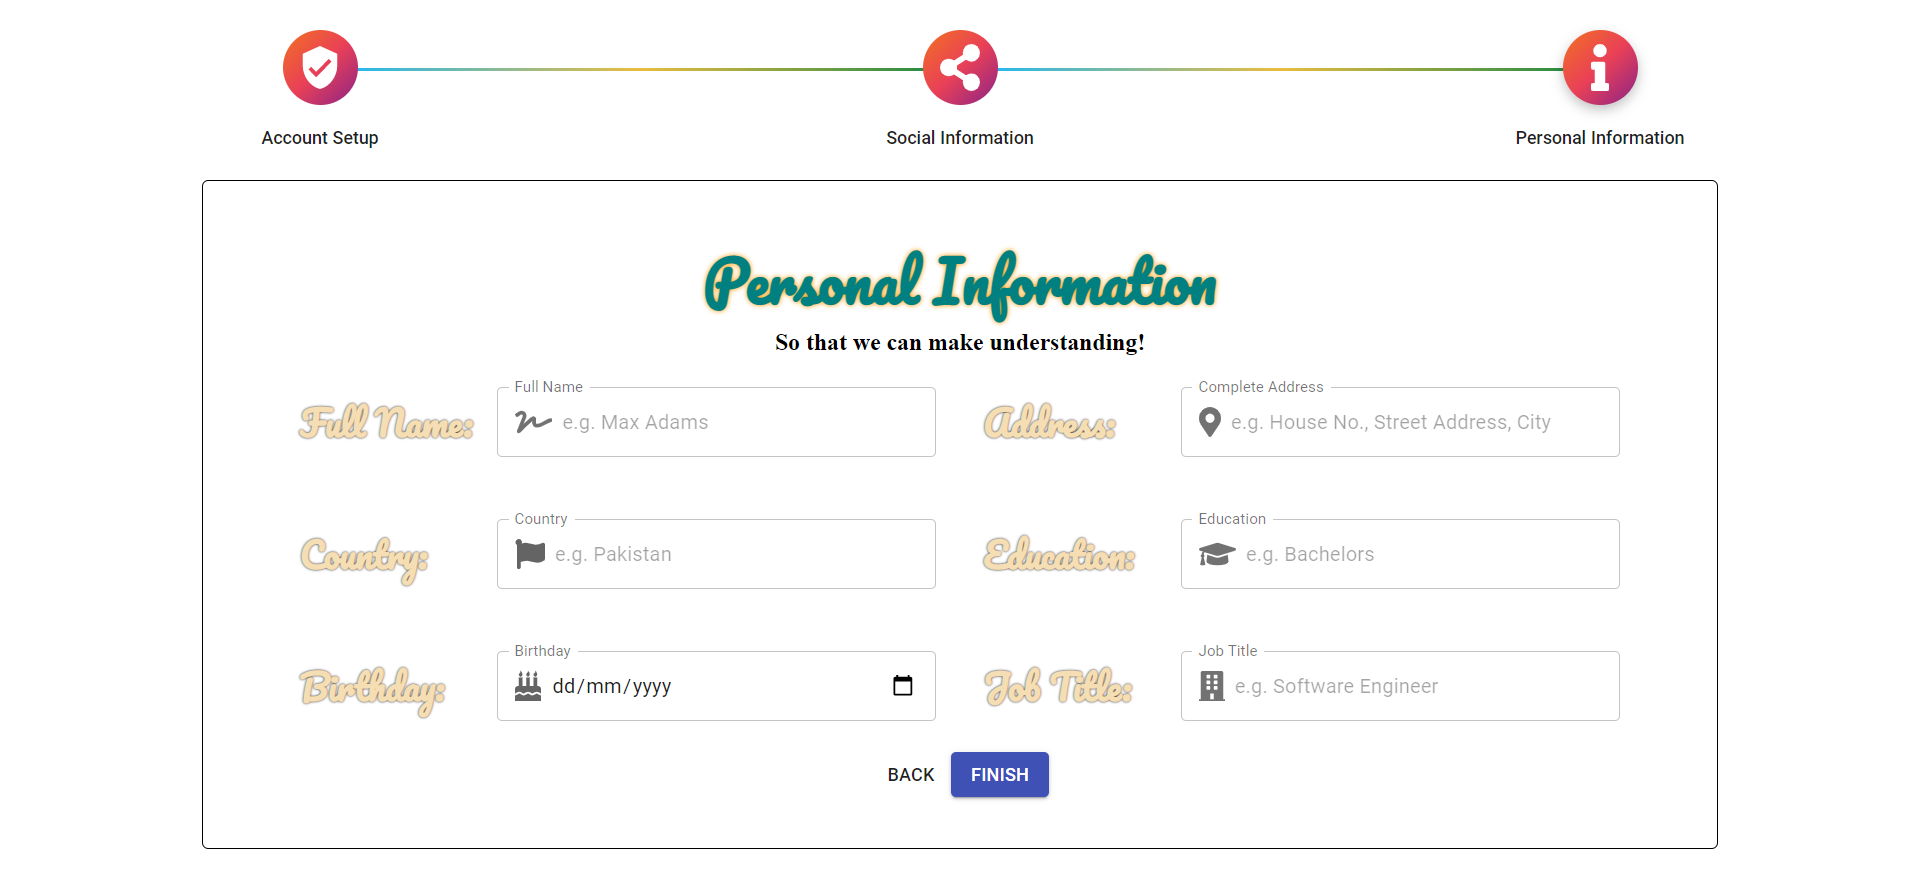 Account Setup
Social Information
Personal Information
Personal Information
So that we can make understanding!
Full Name:
Full Name
e.g. Max Adams
Address:
Complete Address
e.g. House No., Street Address, City
Country:
Country
e.g. Pakistan
Education:
Education
e.g. Bachelors
Birthday:
Birthday
dd/mm/yyyy
Job Title:
Job Title
e.g. Software Engineer
BACK
FINISH